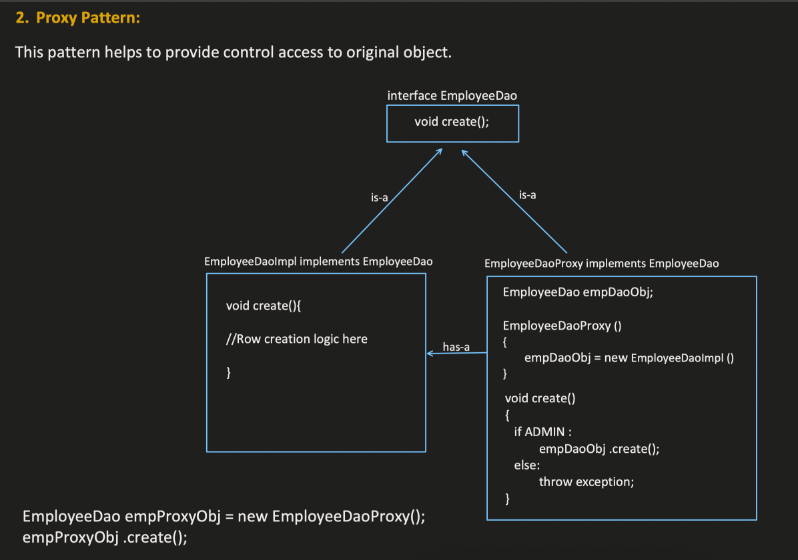 2. Proxy Pattern:
This pattern helps to provide control access to original object.
interface EmployeeDao
void create();
is-a
is-a
EmployeeDaoImpl implements EmployeeDao
void create(){
//Row creation logic here
}
has-a
EmployeeDaoProxy implements EmployeeDao
EmployeeDao empDaoObj;
EmployeeDaoProxy ()
{
empDaoObj = new EmployeeDaoImpl ()
}
void create()
{
if ADMIN :
empDaoObj .create();
else:
throw exception;
}
EmployeeDao empProxyObj = new EmployeeDaoProxy();
empProxyObj .create();